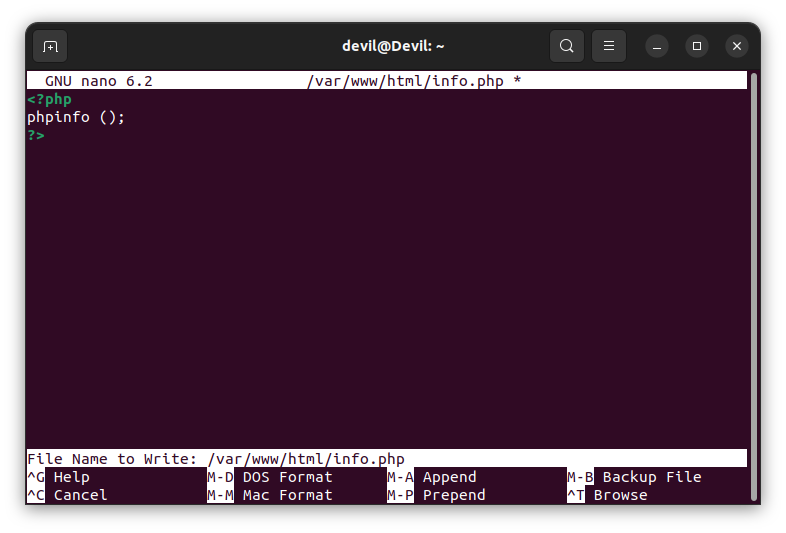 devil@Devil: ~
GNU nano 6.2 /var/www/html/info.php *
<?php
phpinfo ();
?>
File Name to Write: /var/www/html/info.php
^G Help M-D DOS Format M-A Append M-B Backup File
^C Cancel M-M Mac Format M-P Prepend ^T Browse